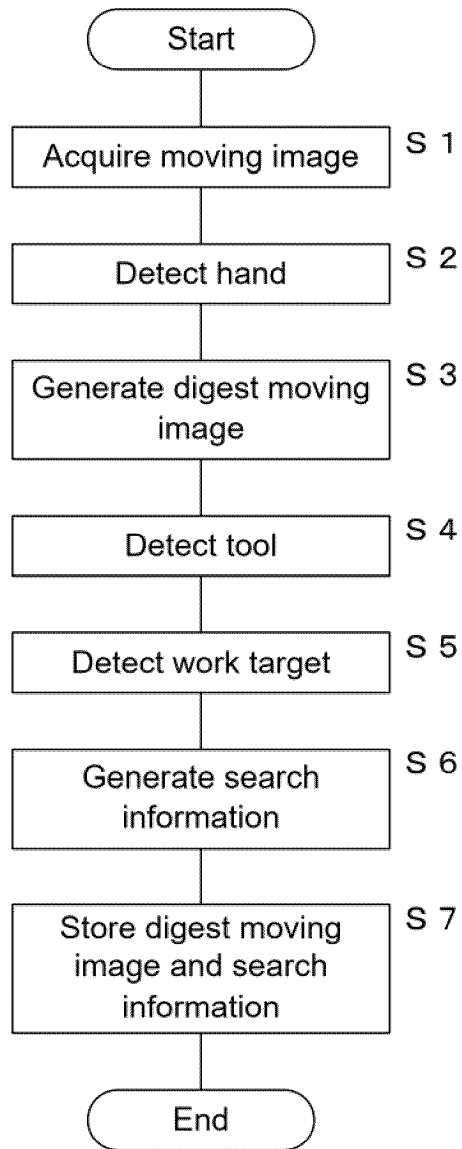 Start
Acquire moving image
S 1
Detect hand
S 2
Generate digest moving
image
S 3
Detect tool
S 4
Detect work target
S 5
Generate search
information
S 6
Store digest moving
image and search
information
S 7
End